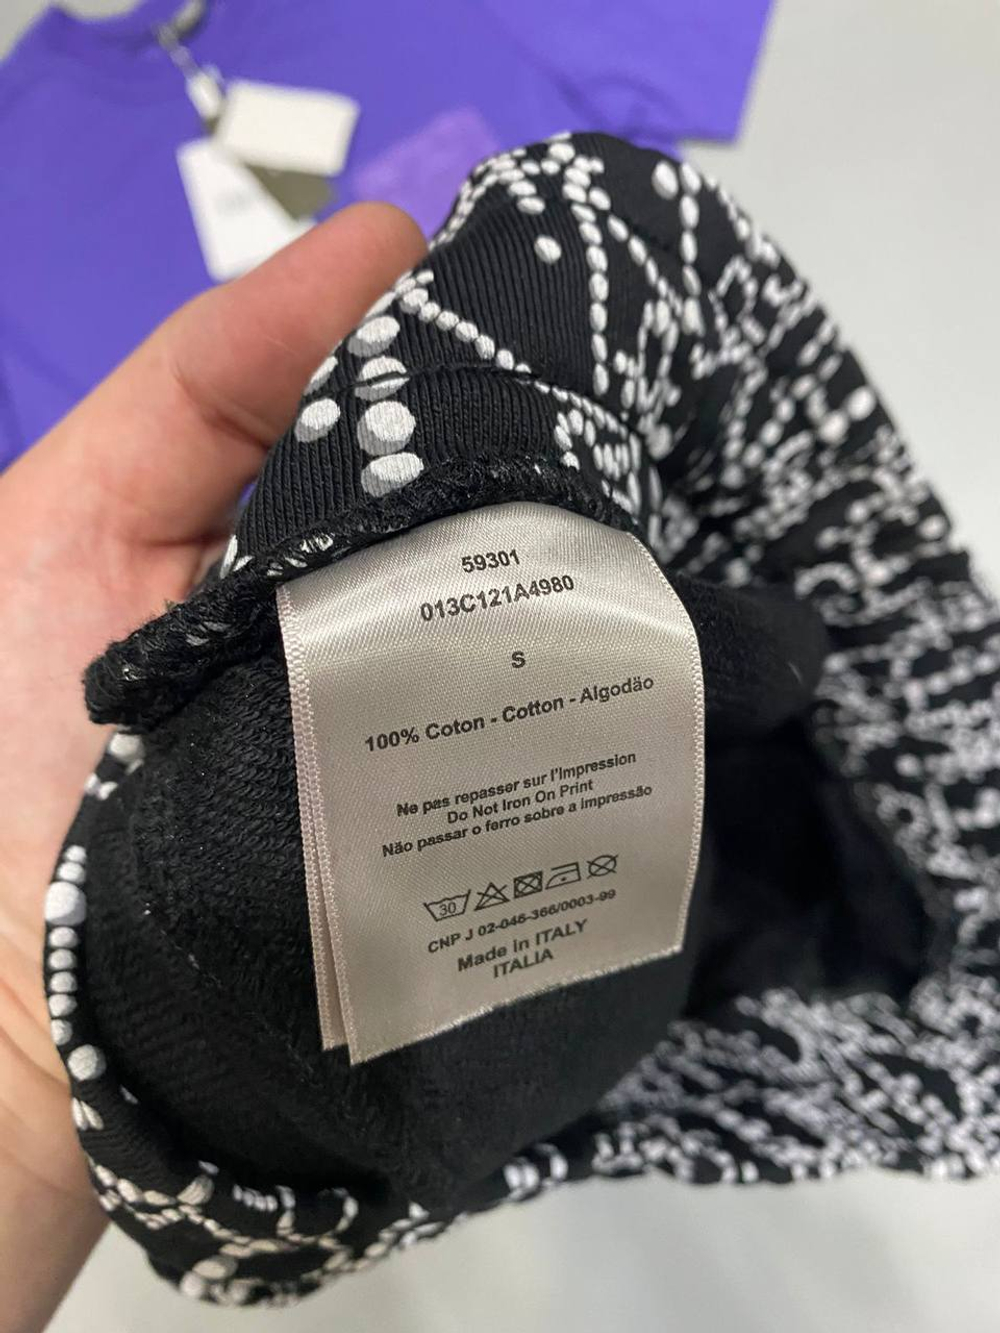 59301
013C121A4980
S
100% Coton - Cotton - Algodão
Ne pas repasser sur l'Impression
Do Not Iron On Print
Não passar o ferro sobre a impressão
30
CNP J 02-046-366/0003-99
Made in ITALY
ITALIA